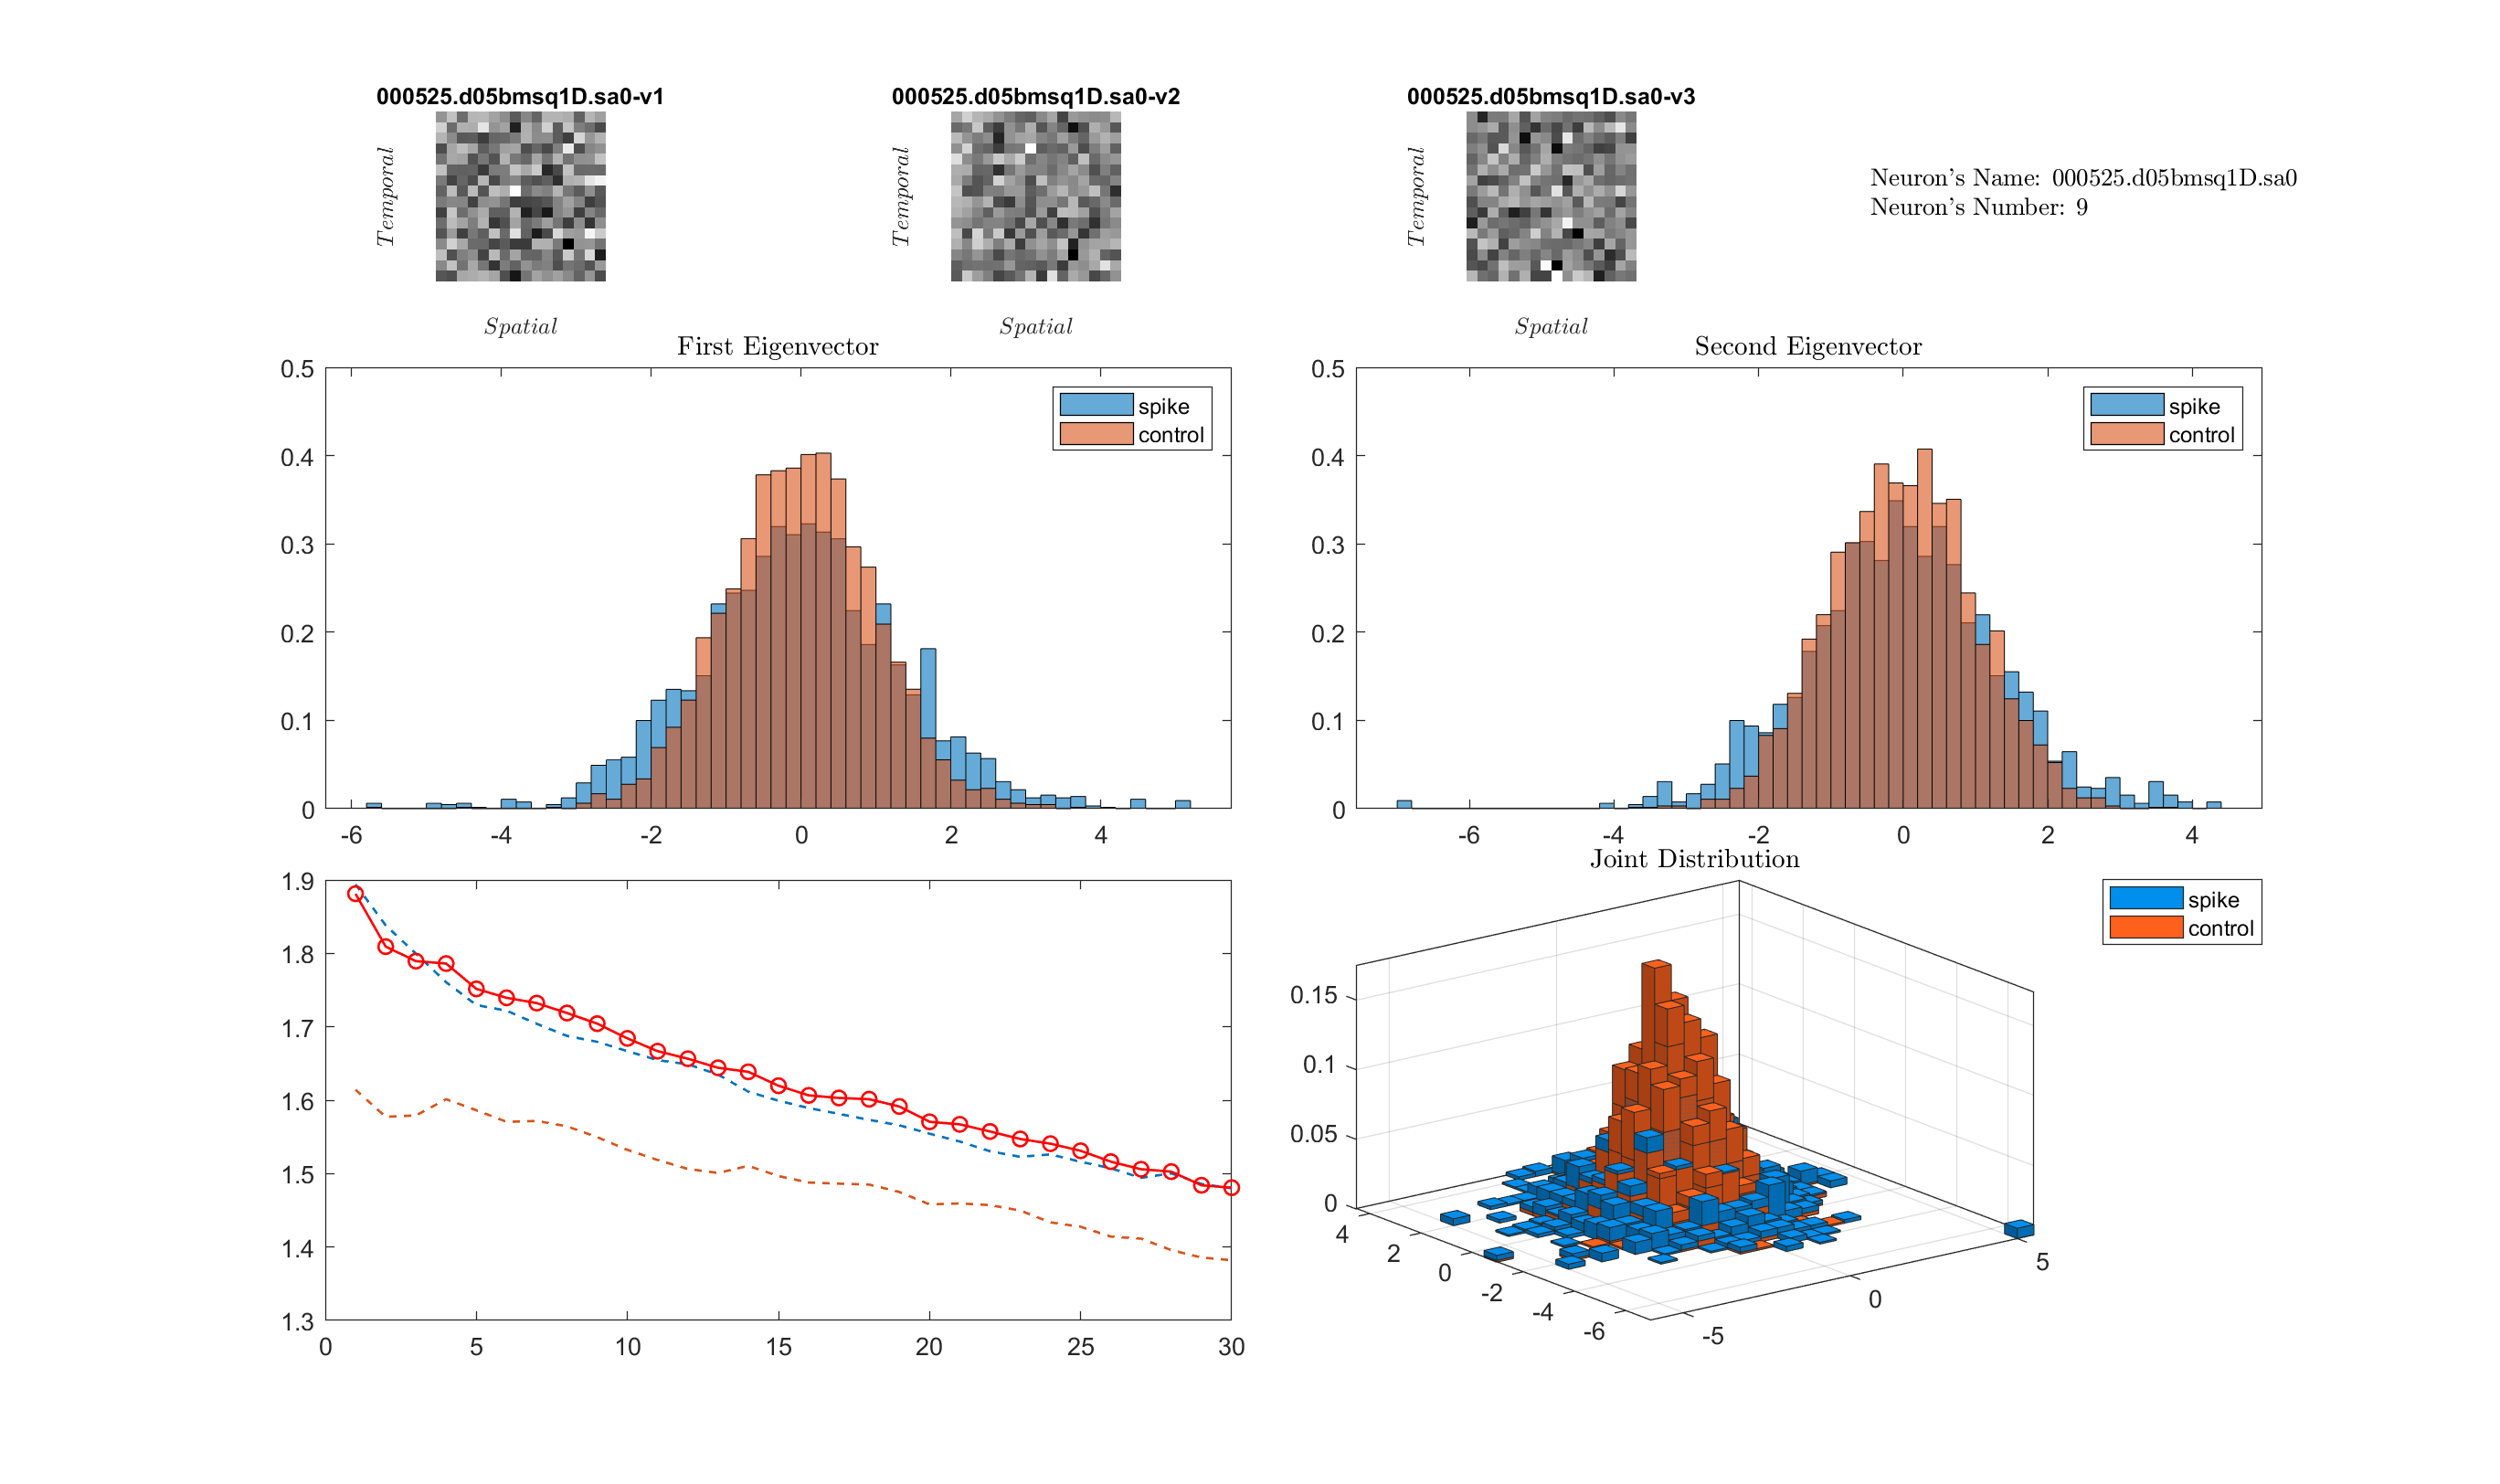 000525.d05bmsq1D.sa0-v1
000525.d05bmsq1D.sa0-v2
000525.d05bmsq1D.sa0-v3
Temporal
Temporal
Temporal
Spatial
Spatial
Spatial
Neuron's Name: 000525.d05bmsq1D.sa0
Neuron's Number: 9
First Eigenvector
0.5
0.4
0.3
0.2
0.1
0
-6
-4
-2
0
2
4
spike
control
Second Eigenvector
0.5
0.4
0.3
0.2
0.1
0
-6
-4
-2
0
2
4
spike
control
1.9
1.8
1.7
1.6
1.5
1.4
1.3
0
5
10
15
20
25
30
Joint Distribution
spike
control
0.15
0.1
0.05
0
4
2
0
-2
-4
-6
-5
0
5